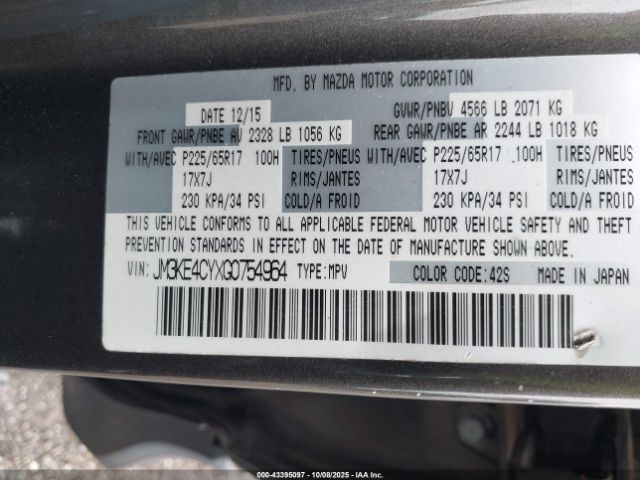 MFD. BY MAZDA MOTOR CORPORATION
DATE 12/15 GVWR/PNBV 4566 LB 2071 KG
FRONT GAWR/PNBE AV 2328 LB 1056 KG REAR GAWR/PNBE AR 2244 LB 1018 KG
WITH/AVEC P225/65R17 100H TIRES/PNEUS WITH/AVEC P225/65R17 100H TIRES/PNEUS
17X7J RIMS/JANTES 17X7J RIMS/JANTES
230 KPA/34 PSI COLD/A FROID 230 KPA/34 PSI COLD/A FROID
THIS VEHICLE CONFORMS TO ALL APPLICABLE FEDERAL MOTOR VEHICLE SAFETY AND THEFT
PREVENTION STANDARDS IN EFFECT ON THE DATE OF MANUFACTURE SHOWN ABOVE.
VIN: JM3KE4CYXG0754964 TYPE: MPV COLOR CODE: 42S MADE IN JAPAN
000-43395097 - 10/08/2025 - IAA, Inc.